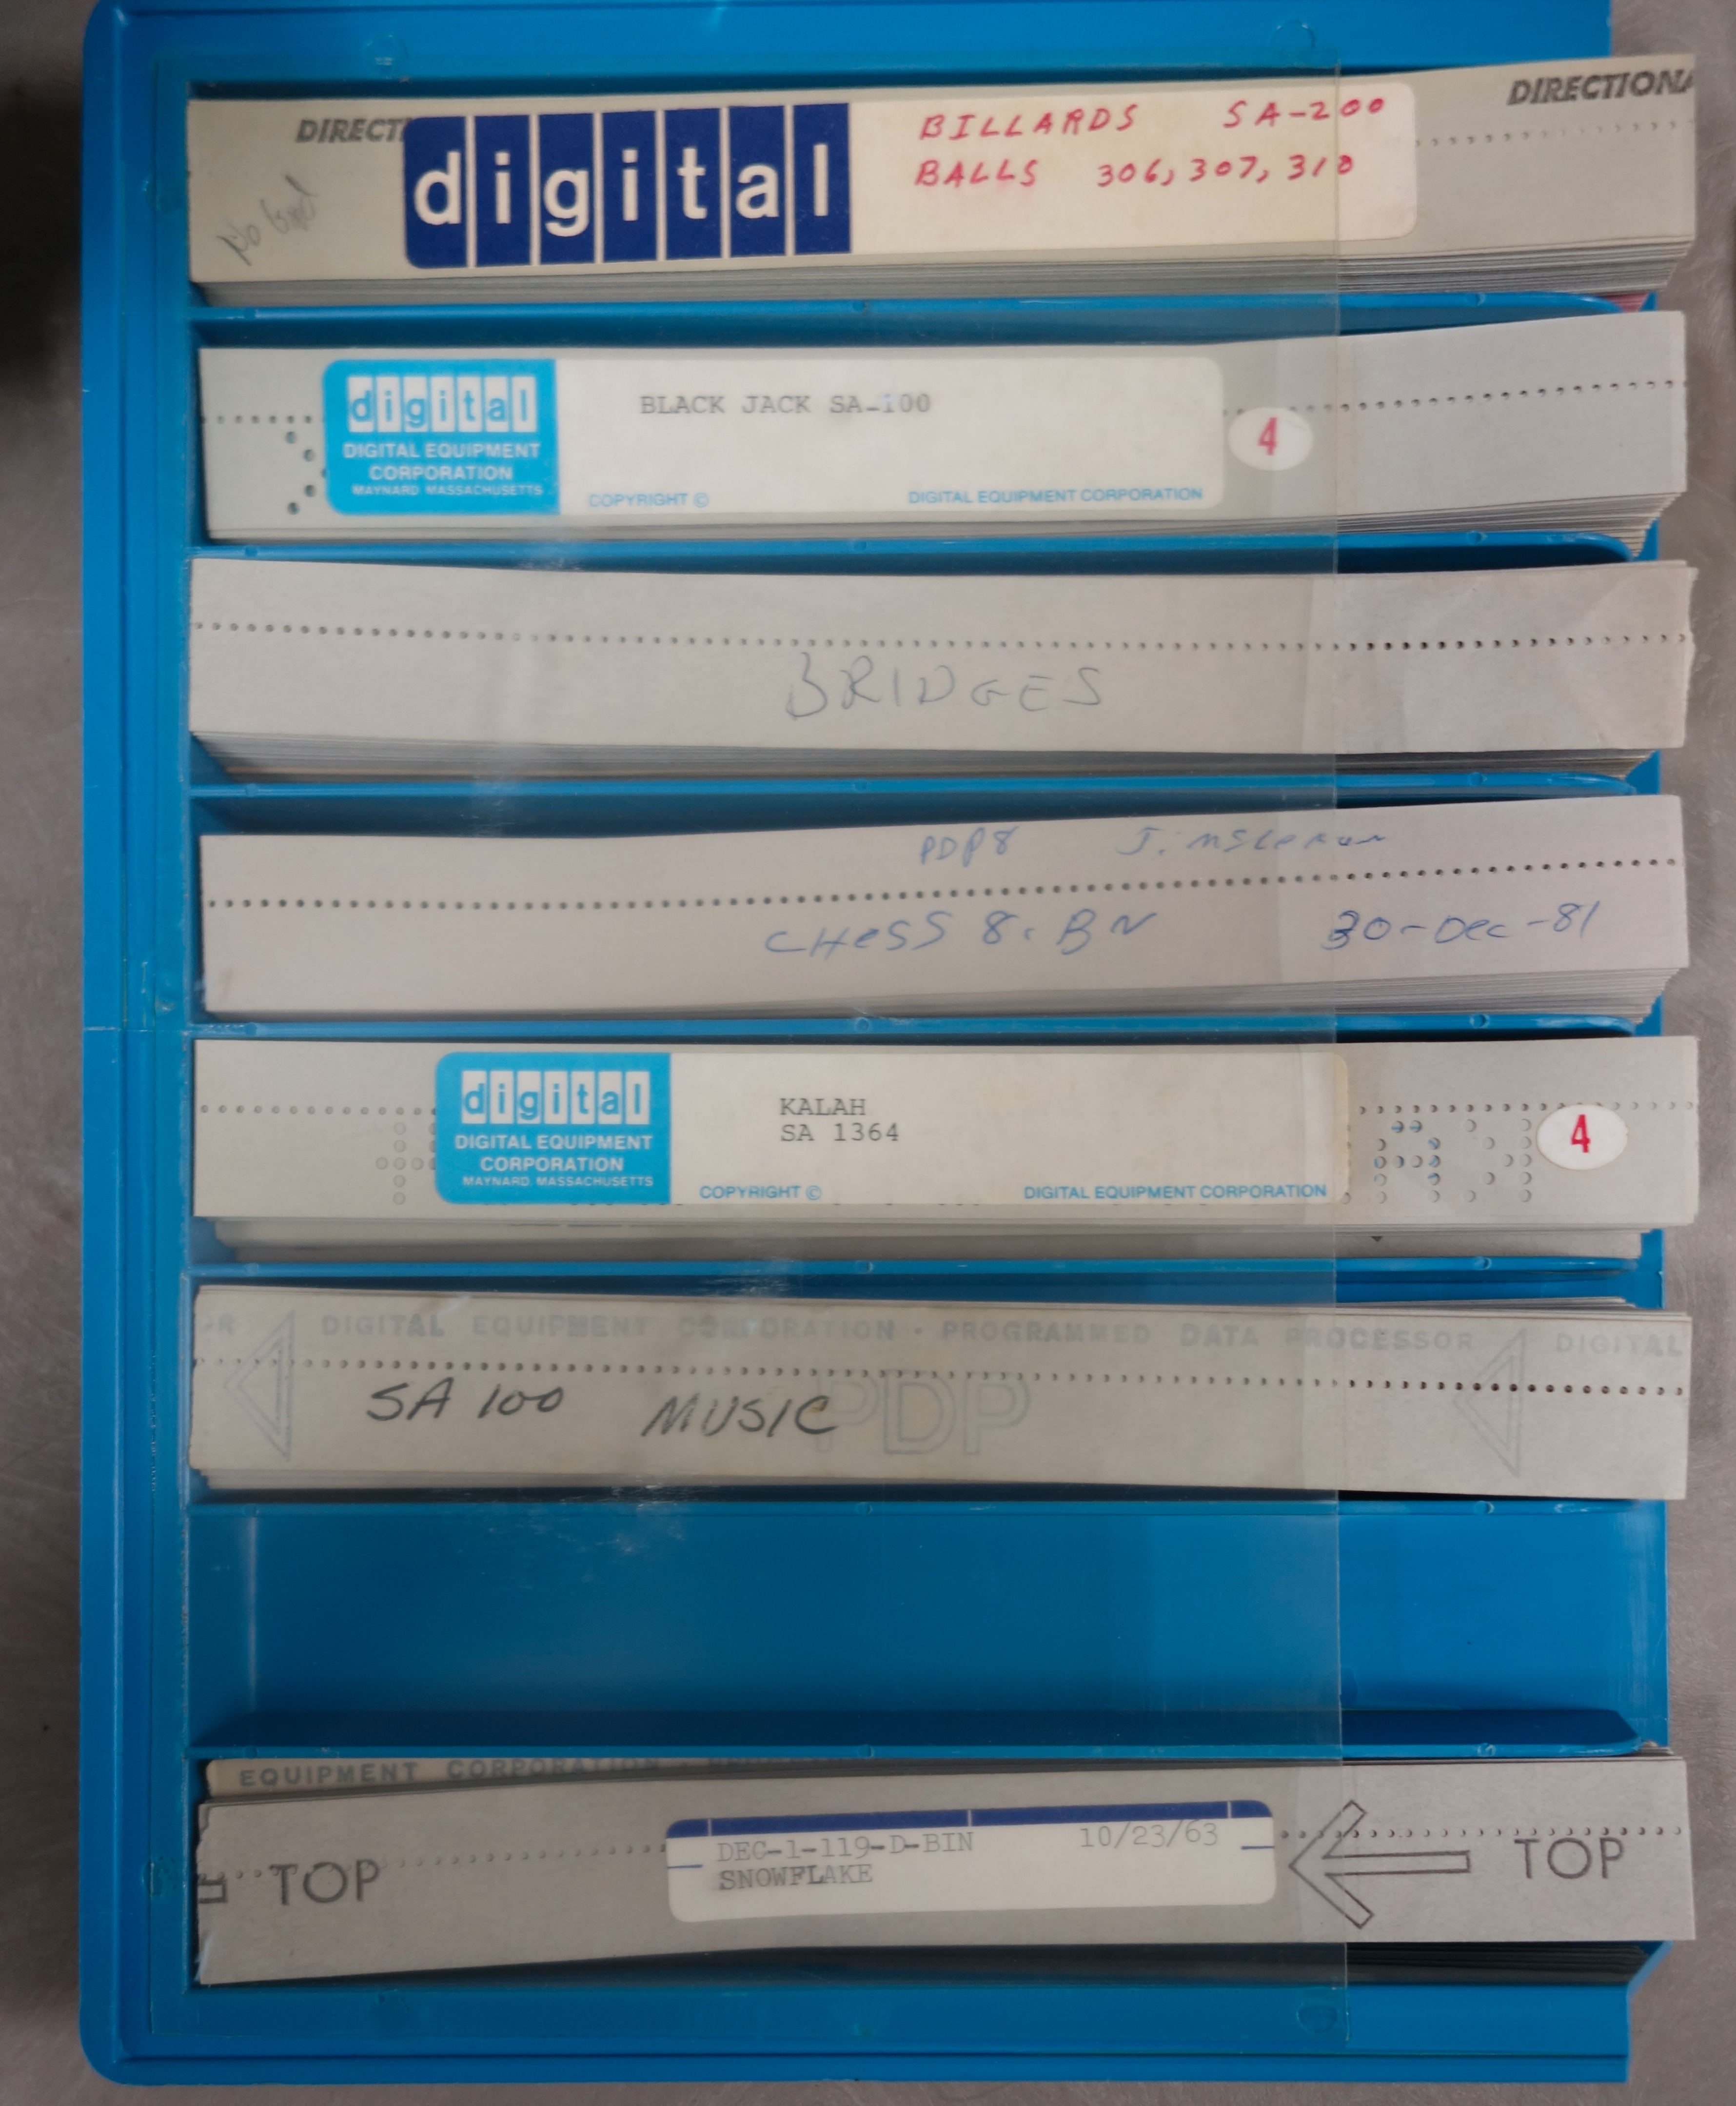 DIRECTIONA
DIRECT
digital
BILLARDS SA-200
BALLS 306, 307, 310
No
digital
DIGITAL EQUIPMENT
CORPORATION
MAYNARD MASSACHUSETTS
BLACK JACK SA-100
COPYRIGHT © DIGITAL EQUIPMENT CORPORATION
4
BRIDGES
PDP8 J.
CHESS 8.BN 30-Dec-81
digital
DIGITAL EQUIPMENT
CORPORATION
MAYNARD MASSACHUSETTS
KALAH
SA 1364
COPYRIGHT © DIGITAL EQUIPMENT CORPORATION
4
OR DIGITAL EQUIPMENT CORPORATION · PROGRAMMED DATA PROCESSOR DIGITAL
SA 100 MUSIC PDP
EQUIPMENT CORPORATION
TOP
DEC-1-119-D-BIN 10/23/63
SNOWFLAKE
TOP